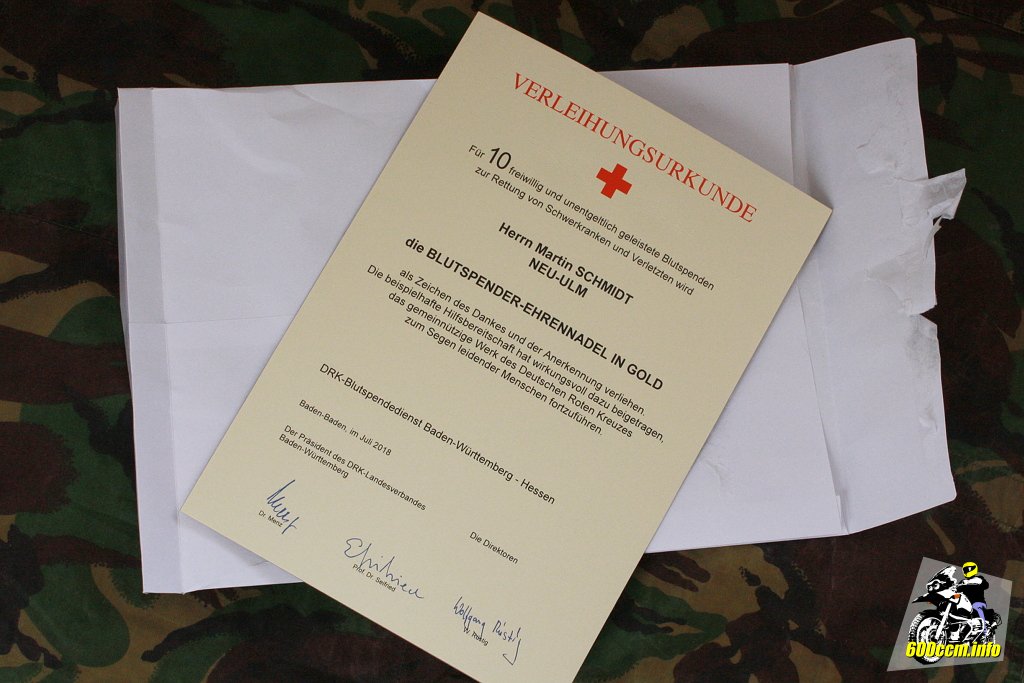 VERLEIHUNGSURKUNDE
Für 10 freiwillig und unentgeltlich geleistete Blutspenden
zur Rettung von Schwerkranken und Verletzten wird
Herrn Martin SCHMIDT
NEU-ULM
die BLUTSPENDER-EHRENNADEL IN GOLD
als Zeichen des Dankes und der Anerkennung verliehen.
Die beispielhafte Hilfsbereitschaft hat wirkungsvoll dazu beigetragen,
das gemeinnützige Werk des Deutschen Roten Kreuzes
zum Segen leidender Menschen fortzuführen.
DRK-Blutspendedienst Baden-Württemberg - Hessen
Baden-Baden, im Juli 2018
Der Präsident des DRK-Landesverbandes
Baden-Württemberg
Die Direktoren
Dr. Menz
Prof. Dr. Seifried
Wolfgang Rüstig
W. Rüstig
600ccm.info